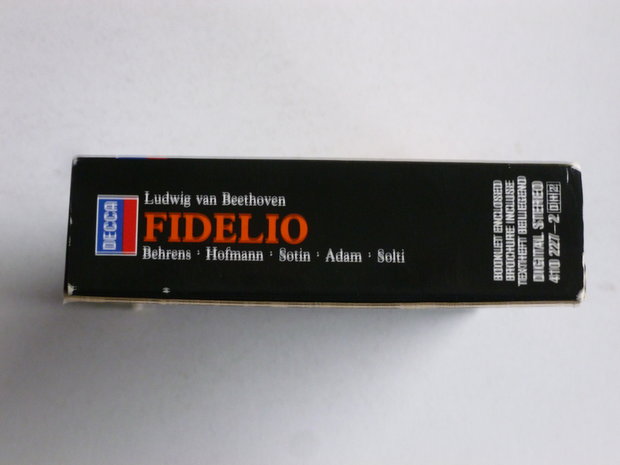 DECCA
Ludwig van Beethoven
FIDELIO
Behrens · Hofmann · Sotin · Adam · Solti
BOOKLET ENCLOSED
BROCHURE INCLUSE
TEXTHEFT BEILIEGEND
DIGITAL STEREO
410 227-2 DH2